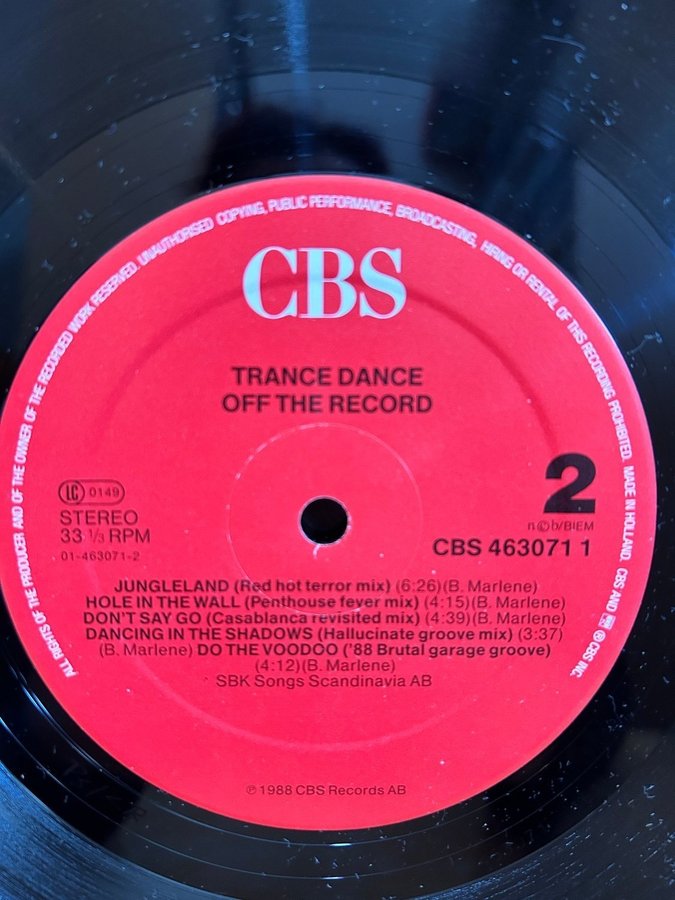 ALL RIGHTS OF THE PRODUCER AND OF THE OWNER OF THE RECORDED WORK RESERVED. UNAUTHORISED COPYING, PUBLIC PERFORMANCE, BROADCASTING, HIRING OR RENTAL OF THIS RECORDING PROHIBITED. MADE IN HOLLAND. CBS AND ® CBS INC.
CBS
TRANCE DANCE
OFF THE RECORD
LC 0149
STEREO
33 1/3 RPM
01-463071-2
2
n©b/BIEM
CBS 463071 1
JUNGLELAND (Red hot terror mix) (6:26)(B. Marlene)
HOLE IN THE WALL (Penthouse fever mix) (4:15)(B. Marlene)
DON'T SAY GO (Casablanca revisited mix) (4:39)(B. Marlene)
DANCING IN THE SHADOWS (Hallucinate groove mix) (3:37)
(B. Marlene) DO THE VOODOO ('88 Brutal garage groove)
(4:12)(B. Marlene)
SBK Songs Scandinavia AB
℗ 1988 CBS Records AB